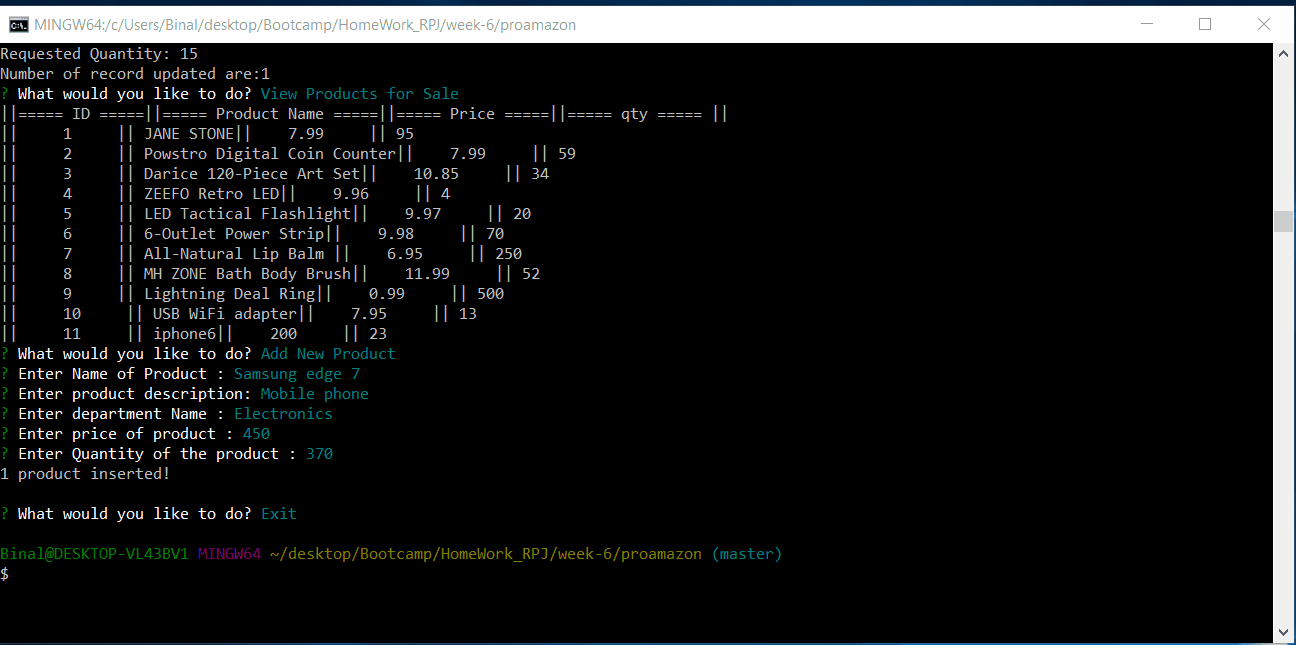 MINGW64:/c/Users/Binal/desktop/Bootcamp/HomeWork_RPJ/week-6/proamazon
Requested Quantity: 15
Number of record updated are:1
? What would you like to do? View Products for Sale
||===== ID =====||===== Product Name =====||===== Price =====||===== qty ===== ||
||     1     || JANE STONE||    7.99     || 95
||     2     || Powstro Digital Coin Counter||    7.99     || 59
||     3     || Darice 120-Piece Art Set||    10.85     || 34
||     4     || ZEEFO Retro LED||    9.96     || 4
||     5     || LED Tactical Flashlight||    9.97     || 20
||     6     || 6-Outlet Power Strip||    9.98     || 70
||     7     || All-Natural Lip Balm ||    6.95     || 250
||     8     || MH ZONE Bath Body Brush||    11.99     || 52
||     9     || Lightning Deal Ring||    0.99     || 500
||     10     || USB WiFi adapter||    7.95     || 13
||     11     || iphone6||    200     || 23
? What would you like to do? Add New Product
? Enter Name of Product : Samsung edge 7
? Enter product description: Mobile phone
? Enter department Name : Electronics
? Enter price of product : 450
? Enter Quantity of the product : 370
1 product inserted!
? What would you like to do? Exit
Binal@DESKTOP-VL43BV1 MINGW64 ~/desktop/Bootcamp/HomeWork_RPJ/week-6/proamazon (master)
$